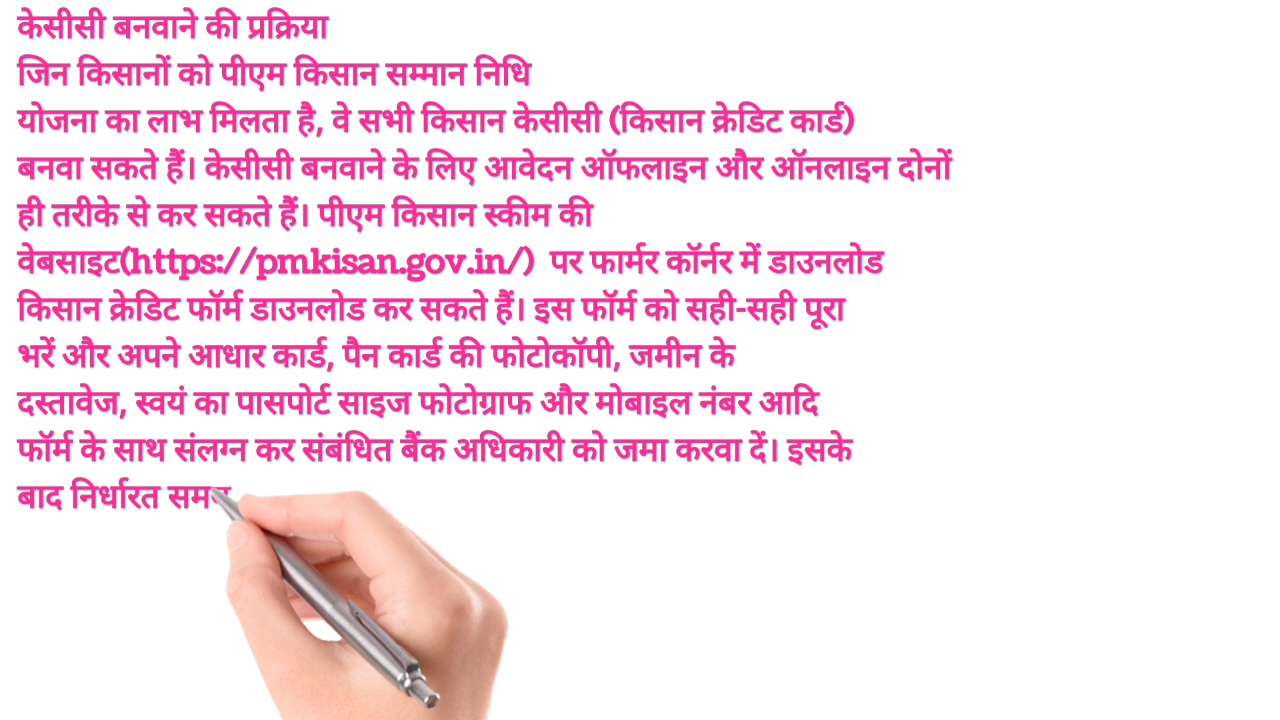 केसीसी बनवाने की प्रक्रिया
जिन किसानों को पीएम किसान सम्मान निधि
योजना का लाभ मिलता है, वे सभी किसान केसीसी (किसान क्रेडिट कार्ड)
बनवा सकते हैं। केसीसी बनवाने के लिए आवेदन ऑफलाइन और ऑनलाइन दोनों
ही तरीके से कर सकते हैं। पीएम किसान स्कीम की
वेबसाइट(https://pmkisan.gov.in/) पर फार्मर कॉर्नर में डाउनलोड
किसान क्रेडिट फॉर्म डाउनलोड कर सकते हैं। इस फॉर्म को सही-सही पूरा
भरें और अपने आधार कार्ड, पैन कार्ड की फोटोकॉपी, जमीन के
दस्तावेज, स्वयं का पासपोर्ट साइज फोटोग्राफ और मोबाइल नंबर आदि
फॉर्म के साथ संलग्न कर संबंधित बैंक अधिकारी को जमा करवा दें। इसके
बाद निर्धारत